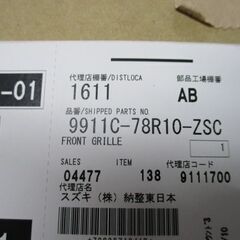 -01
代理店棚番/DISTLOCA
部品工場棚番
1611
AB
品番/SHIPPED PARTS NO
9911C-78R10-ZSC
FRONT GRILLE
1
SALES
ITEM
代理店コード
04477
138
9111700
代理店名
スズキ（株）納整東日本